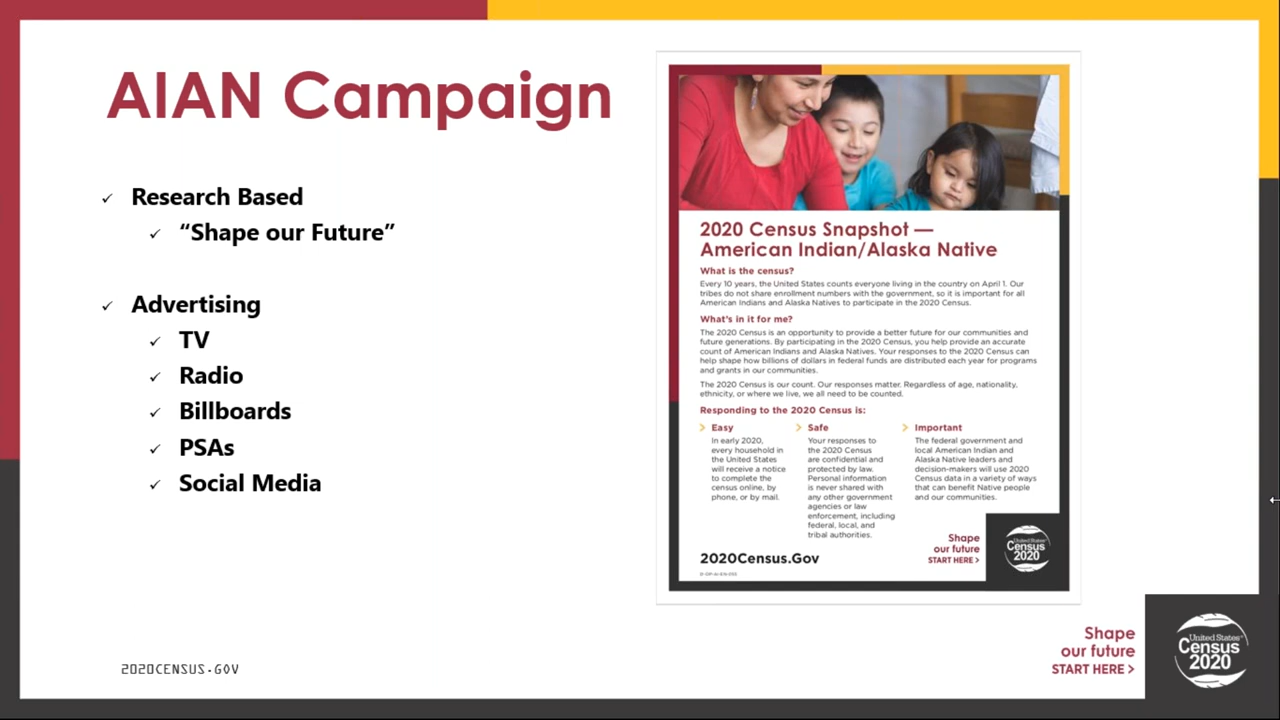 AIAN Campaign
Research Based
“Shape our Future”
Advertising
TV
Radio
Billboards
PSAs
Social Media
2020CENSUS.GOV
2020 Census Snapshot —
American Indian/Alaska Native
What is the census?
Every 10 years, the United States counts everyone living in the country on April 1. Our
tribes do not share enrollment numbers with the government, so it is important for all
American Indians and Alaska Natives to participate in the 2020 Census.
What's in it for me?
The 2020 Census is an opportunity to provide a better future for our communities and
future generations. By participating in the 2020 Census, you help provide an accurate
count of American Indians and Alaska Natives. Your responses to the 2020 Census can
help shape how billions of dollars in federal funds are distributed each year for programs
and grants in our communities.
The 2020 Census is our count. Our responses matter. Regardless of age, nationality,
ethnicity, or where we live, we all need to be counted.
Responding to the 2020 Census is:
Easy
In early 2020,
every household in
the United States
will receive a notice
to complete the
census online, by
phone, or by mail.
Safe
Your responses to
the 2020 Census
are confidential and
protected by law.
Personal information
is never shared with
any other government
agencies or law
enforcement, including
federal, local, and
tribal authorities.
Important
The federal government and
local American Indian and
Alaska Native leaders and
decision-makers will use 2020
Census data in a variety of ways
that can benefit Native people
and our communities.
2020Census.Gov
Shape
our future
START HERE >
United States
Census
2020
Shape
our future
START HERE >
United States
Census
2020